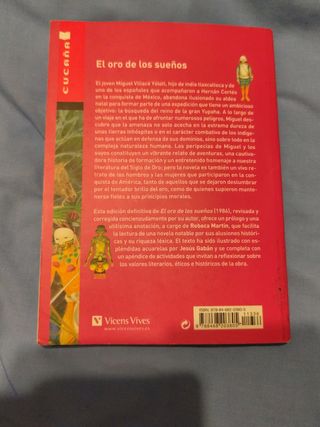 CUCAÑA
El oro de los sueños
El joven Miguel Villacé Yólotl, hijo de india tlaxcalteca y de
uno de los españoles que acompañaron a Hernán Cortés
en la conquista de México, abandona ilusionado su aldea
natal para formar parte de una expedición que tiene un ambicioso
objetivo: la búsqueda del reino de la gran Yupaha. A lo largo de
un viaje en el que ha de afrontar numerosos peligros, Miguel des-
cubre que la amenaza no solo acecha en la extrema dureza de
unas tierras inhóspitas o en el carácter combativo de los indíge-
nas que actúan en defensa de sus dominios, sino sobre todo en la
compleja naturaleza humana. Las peripecias de Miguel y los
suyos constituyen un vibrante relato de aventuras, una cautiva-
dora historia de formación y un entretenido homenaje a nuestra
literatura del Siglo de Oro; pero la novela es también un vivo re-
trato de los hombres y las mujeres que participaron en la con-
quista de América, tanto de aquellos que se dejaron deslumbrar
por el tentador brillo del oro, como de quienes supieron mante-
nerse fieles a sus principios morales.
Esta edición definitiva de El oro de los sueños (1986), revisada y
corregida concienzudamente por su autor, ofrece un prólogo y una
utilísima anotación, a cargo de Rebeca Martín, que facilita
la lectura de una novela notable por sus alusiones históri-
cas y su riqueza léxica. El texto ha sido ilustrado con es-
pléndidas acuarelas por Jesús Gabán y se completa con
un apéndice de actividades que invitan a reflexionar sobre
los valores literarios, éticos e históricos de la obra.
Vicens Vives
www.vicensvives.es
9788468203805